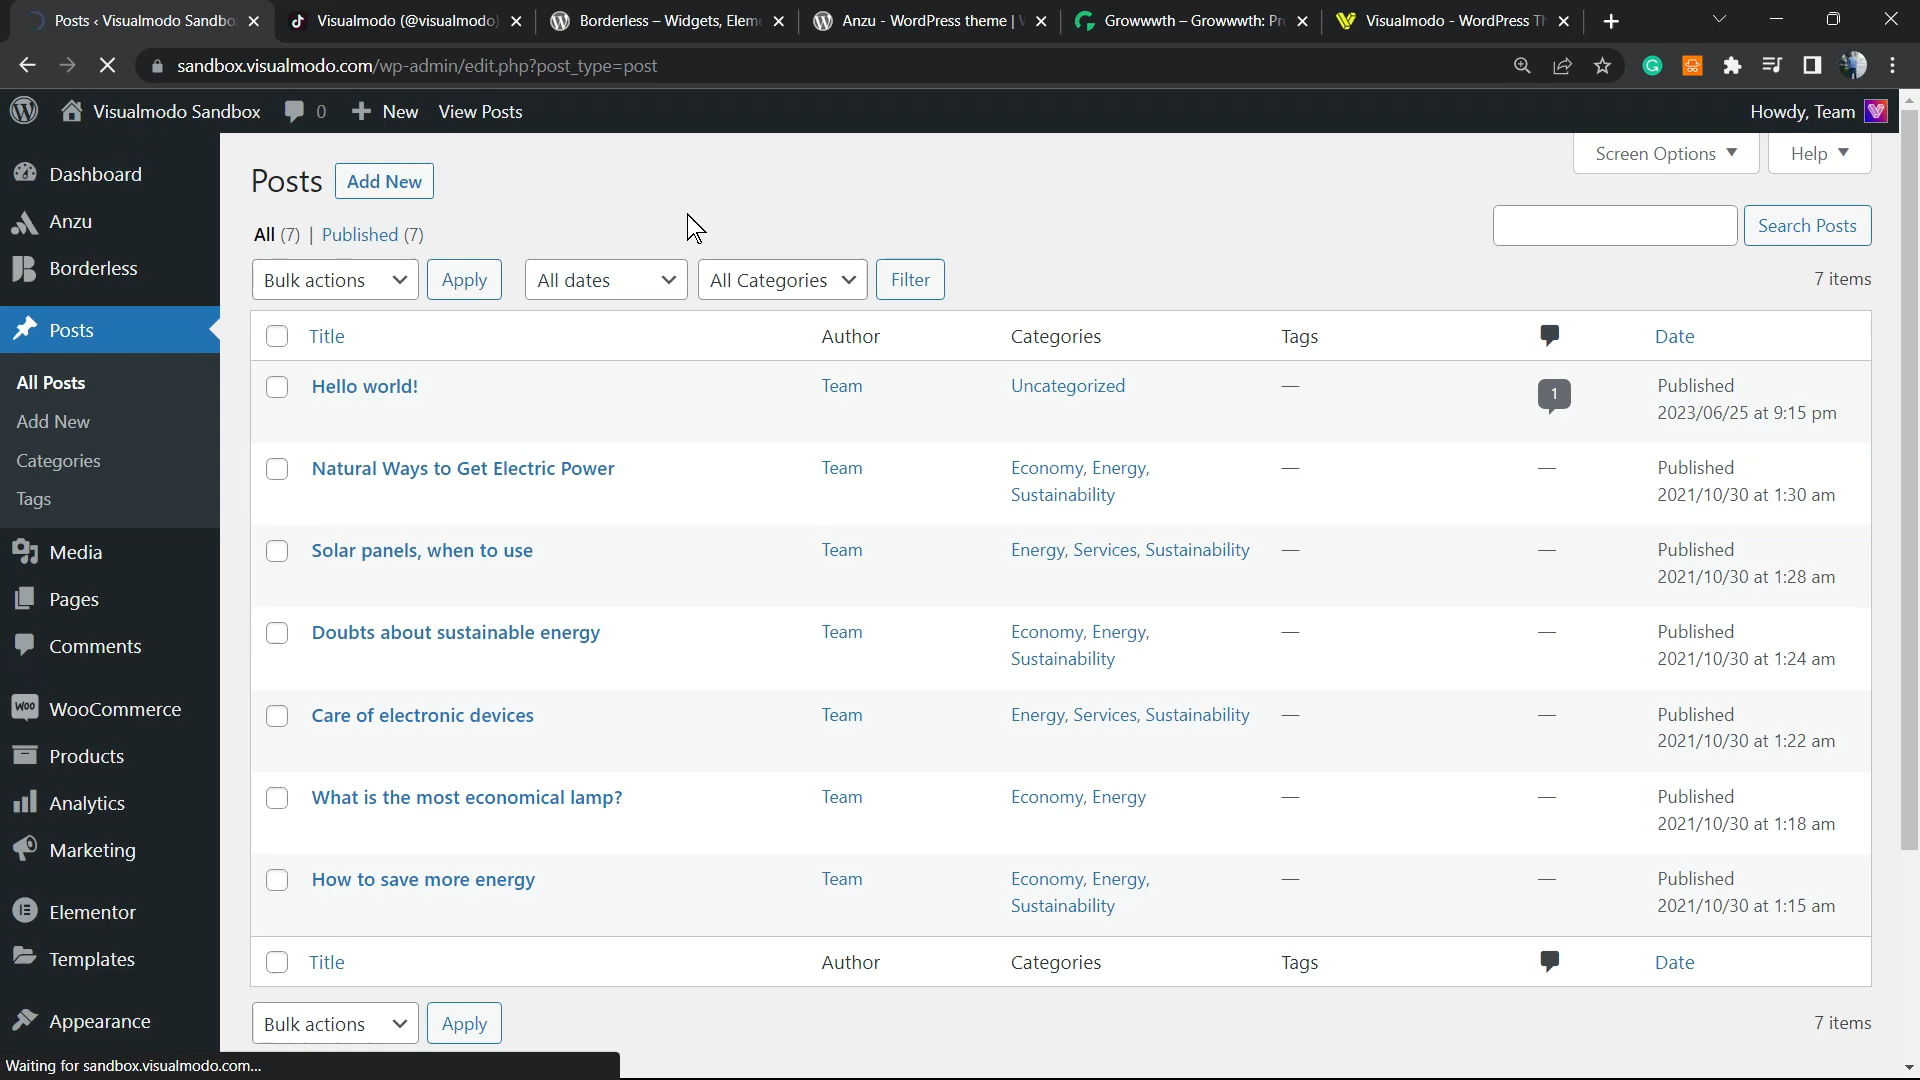 Posts ‹ Visualmodo Sandbo
Visualmodo (@visualmodo)
Borderless – Widgets, Elem
Anzu - WordPress theme |
Growwwth – Growwwth: Pr
Visualmodo - WordPress Th
sandbox.visualmodo.com/wp-admin/edit.php?post_type=post
Visualmodo Sandbox
0
New
View Posts
Howdy, Team
Dashboard
Anzu
Borderless
Posts
All Posts
Add New
Categories
Tags
Media
Pages
Comments
WooCommerce
Products
Analytics
Marketing
Elementor
Templates
Appearance
Screen Options
Help
Posts
Add New
All (7) | Published (7)
Search Posts
Bulk actions
Apply
All dates
All Categories
Filter
7 items
Title Author Categories Tags Date
Hello world! Team Uncategorized — 1 Published
2023/06/25 at 9:15 pm
Natural Ways to Get Electric Power Team Economy, Energy, — — Published
Sustainability 2021/10/30 at 1:30 am
Solar panels, when to use Team Energy, Services, Sustainability — — Published
2021/10/30 at 1:28 am
Doubts about sustainable energy Team Economy, Energy, — — Published
Sustainability 2021/10/30 at 1:24 am
Care of electronic devices Team Energy, Services, Sustainability — — Published
2021/10/30 at 1:22 am
What is the most economical lamp? Team Economy, Energy — — Published
2021/10/30 at 1:18 am
How to save more energy Team Economy, Energy, — — Published
Sustainability 2021/10/30 at 1:15 am
Title Author Categories Tags Date
Bulk actions
Apply
7 items
Waiting for sandbox.visualmodo.com...